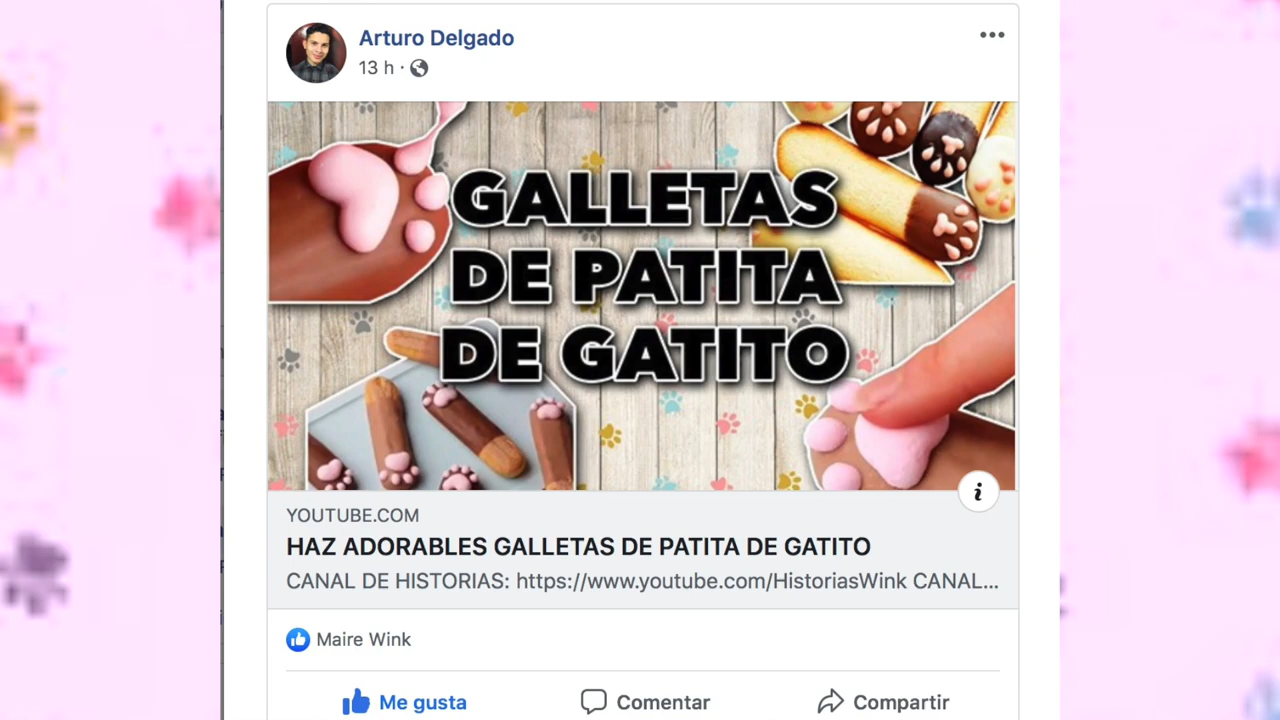 Arturo Delgado
13 h ·
GALLETAS
DE PATITA
DE GATITO
i
YOUTUBE.COM
HAZ ADORABLES GALLETAS DE PATITA DE GATITO
CANAL DE HISTORIAS: https://www.youtube.com/HistoriasWink CANAL...
Maire Wink
Me gusta
Comentar
Compartir